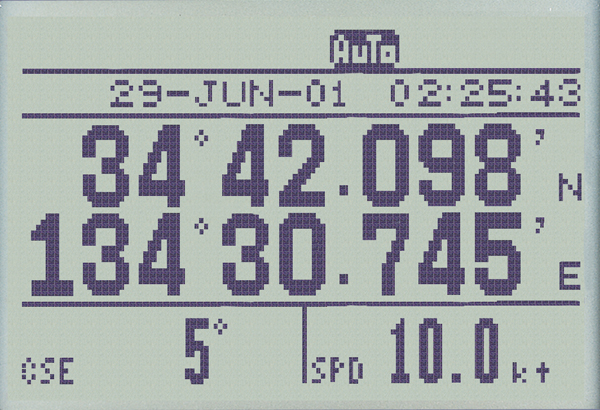 AuTo
29-JUN-01 02:25:43
34°42.098' N
134°30.745' E
CSE 5° SPD 10.0 kt